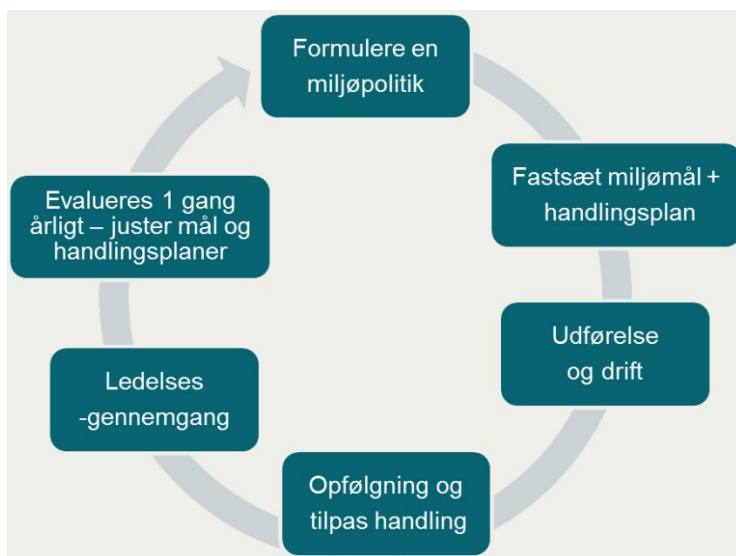 Formulere en
miljøpolitik
Fastsæt miljømål +
handlingsplan
Udførelse
og drift
Opfølgning og
tilpas handling
Ledelses
-gennemgang
Evalueres 1 gang
årligt – juster mål og
handlingsplaner